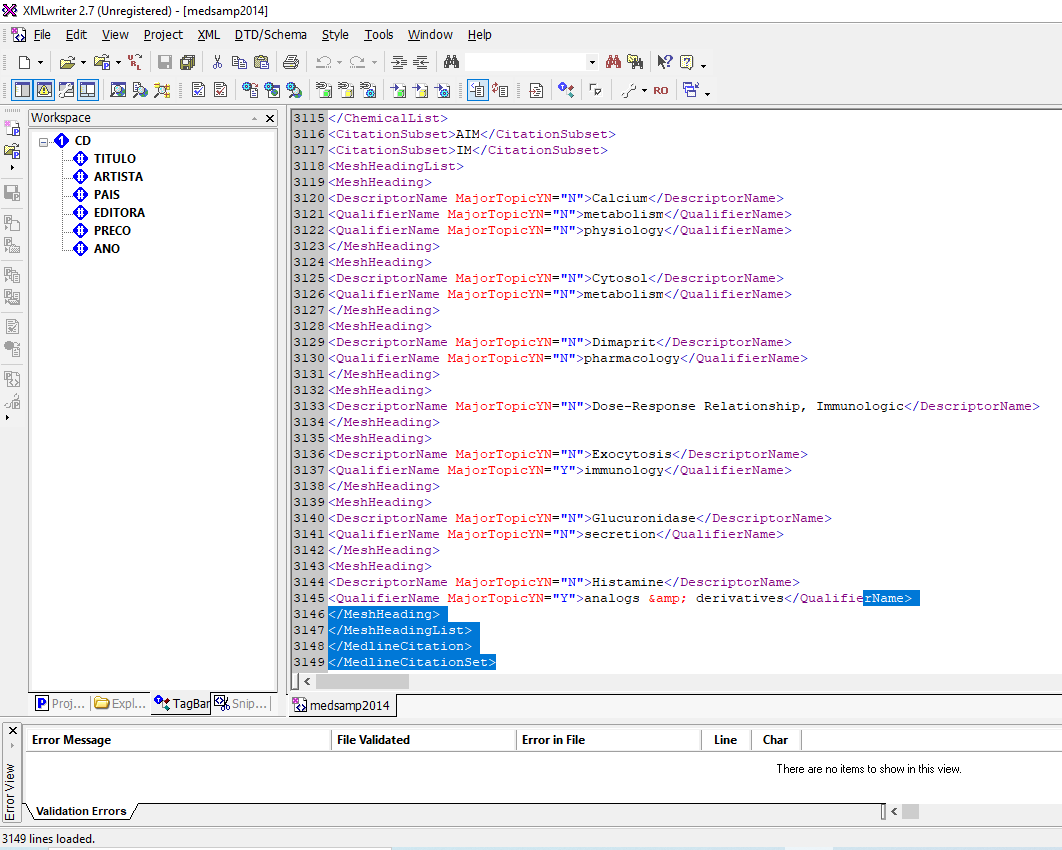 XMLwriter 2.7 (Unregistered) - [medsamp2014]
File Edit View Project XML DTD/Schema Style Tools Window Help
RO
Workspace
CD
TITULO
ARTISTA
PAIS
EDITORA
PRECO
ANO
3115 </ChemicalList>
3116 <CitationSubset>AIM</CitationSubset>
3117 <CitationSubset>IM</CitationSubset>
3118 <MeshHeadingList>
3119 <MeshHeading>
3120 <DescriptorName MajorTopicYN="N">Calcium</DescriptorName>
3121 <QualifierName MajorTopicYN="N">metabolism</QualifierName>
3122 <QualifierName MajorTopicYN="N">physiology</QualifierName>
3123 </MeshHeading>
3124 <MeshHeading>
3125 <DescriptorName MajorTopicYN="N">Cytosol</DescriptorName>
3126 <QualifierName MajorTopicYN="N">metabolism</QualifierName>
3127 </MeshHeading>
3128 <MeshHeading>
3129 <DescriptorName MajorTopicYN="N">Dimaprit</DescriptorName>
3130 <QualifierName MajorTopicYN="N">pharmacology</QualifierName>
3131 </MeshHeading>
3132 <MeshHeading>
3133 <DescriptorName MajorTopicYN="N">Dose-Response Relationship, Immunologic</DescriptorName>
3134 </MeshHeading>
3135 <MeshHeading>
3136 <DescriptorName MajorTopicYN="N">Exocytosis</DescriptorName>
3137 <QualifierName MajorTopicYN="Y">immunology</QualifierName>
3138 </MeshHeading>
3139 <MeshHeading>
3140 <DescriptorName MajorTopicYN="N">Glucuronidase</DescriptorName>
3141 <QualifierName MajorTopicYN="N">secretion</QualifierName>
3142 </MeshHeading>
3143 <MeshHeading>
3144 <DescriptorName MajorTopicYN="N">Histamine</DescriptorName>
3145 <QualifierName MajorTopicYN="Y">analogs &amp; derivatives</QualifierName>
3146 </MeshHeading>
3147 </MeshHeadingList>
3148 </MedlineCitation>
3149 </MedlineCitationSet>
Proj... Expl... TagBar Snip...
medsamp2014
Error Message File Validated Error in File Line Char
There are no items to show in this view.
Error View
Validation Errors
3149 lines loaded.